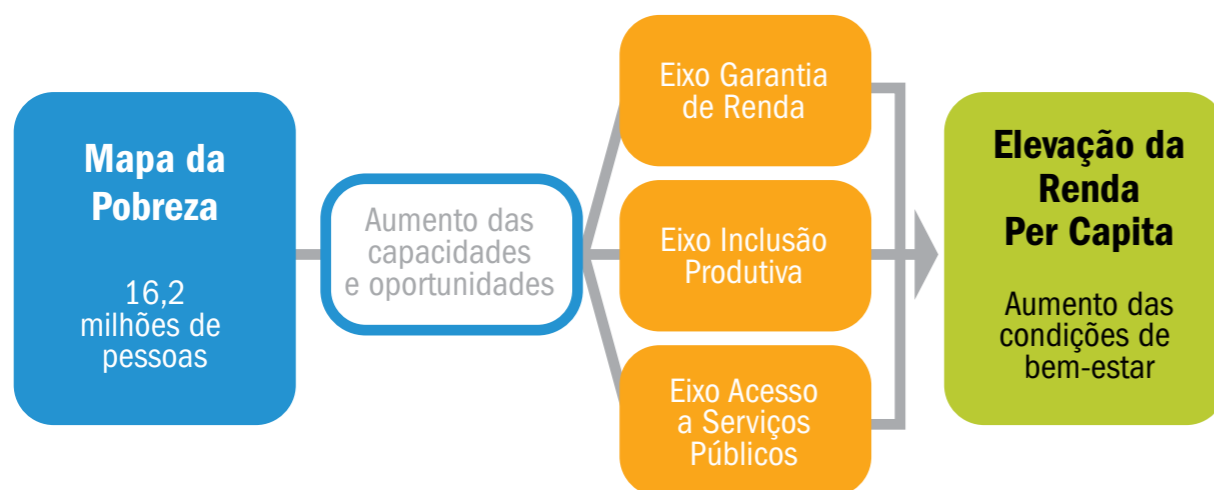 Mapa da
Pobreza
16,2
milhões de
pessoas
Aumento das
capacidades
e oportunidades
Eixo Garantia
de Renda
Eixo Inclusão
Produtiva
Eixo Acesso
a Serviços
Públicos
Elevação da
Renda
Per Capita
Aumento das
condições de
bem-estar